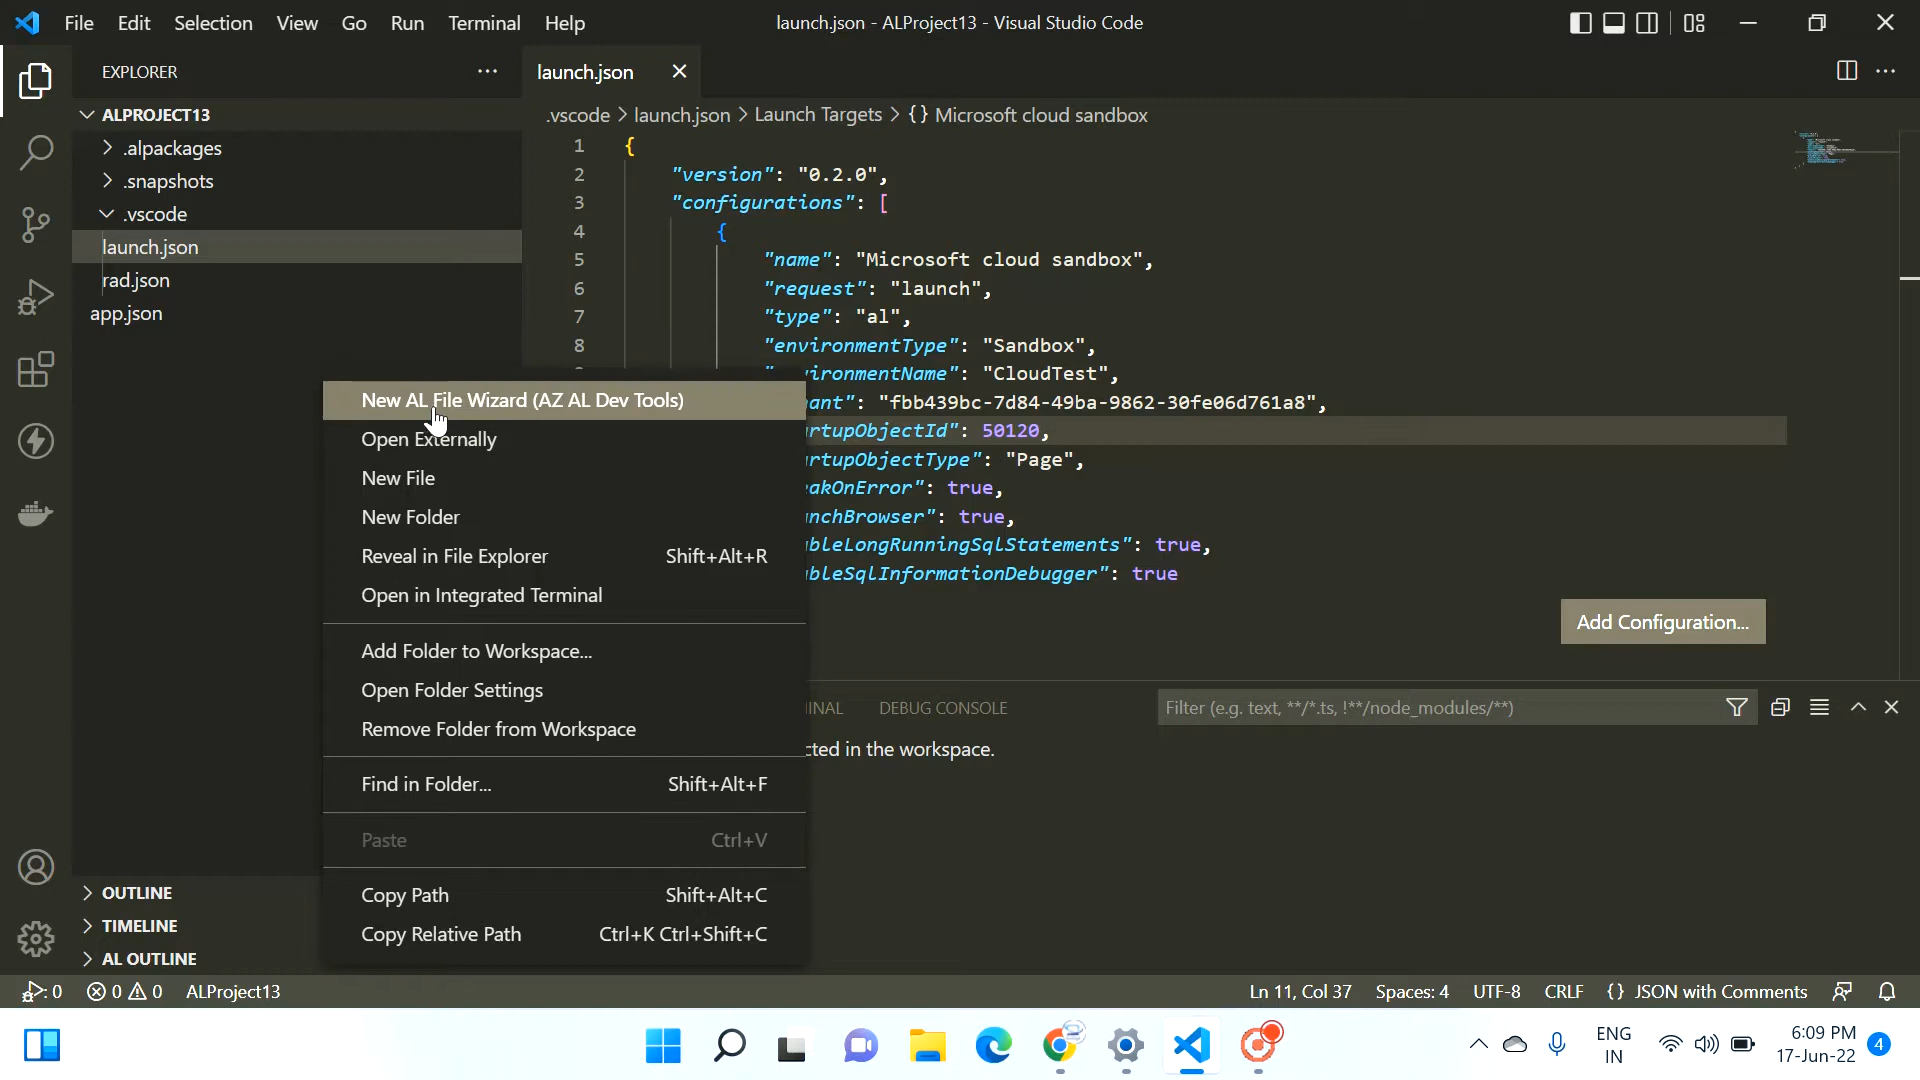 File Edit Selection View Go Run Terminal Help
launch.json - ALProject13 - Visual Studio Code
EXPLORER
launch.json
ALPROJECT13
.alpackages
.snapshots
.vscode
launch.json
rad.json
app.json
.vscode > launch.json > Launch Targets > {} Microsoft cloud sandbox
1 {
2 "version": "0.2.0",
3 "configurations": [
4 {
5 "name": "Microsoft cloud sandbox",
6 "request": "launch",
7 "type": "al",
8 "environmentType": "Sandbox",
ironmentName": "CloudTest",
ant": "fbb439bc-7d84-49ba-9862-30fe06d761a8",
rtupObjectId": 50120,
rtupObjectType": "Page",
akOnError": true,
nchBrowser": true,
bleLongRunningSqlStatements": true,
bleSqlInformationDebugger": true
New AL File Wizard (AZ AL Dev Tools)
Open Externally
New File
New Folder
Reveal in File Explorer Shift+Alt+R
Open in Integrated Terminal
Add Folder to Workspace...
Open Folder Settings
Remove Folder from Workspace
Find in Folder... Shift+Alt+F
Paste Ctrl+V
Copy Path Shift+Alt+C
Copy Relative Path Ctrl+K Ctrl+Shift+C
Add Configuration...
INAL DEBUG CONSOLE
Filter (e.g. text, **/*.ts, !**/node_modules/**)
cted in the workspace.
OUTLINE
TIMELINE
AL OUTLINE
: 0 0 0 ALProject13
Ln 11, Col 37 Spaces: 4 UTF-8 CRLF {} JSON with Comments
ENG
IN
6:09 PM
17-Jun-22
4